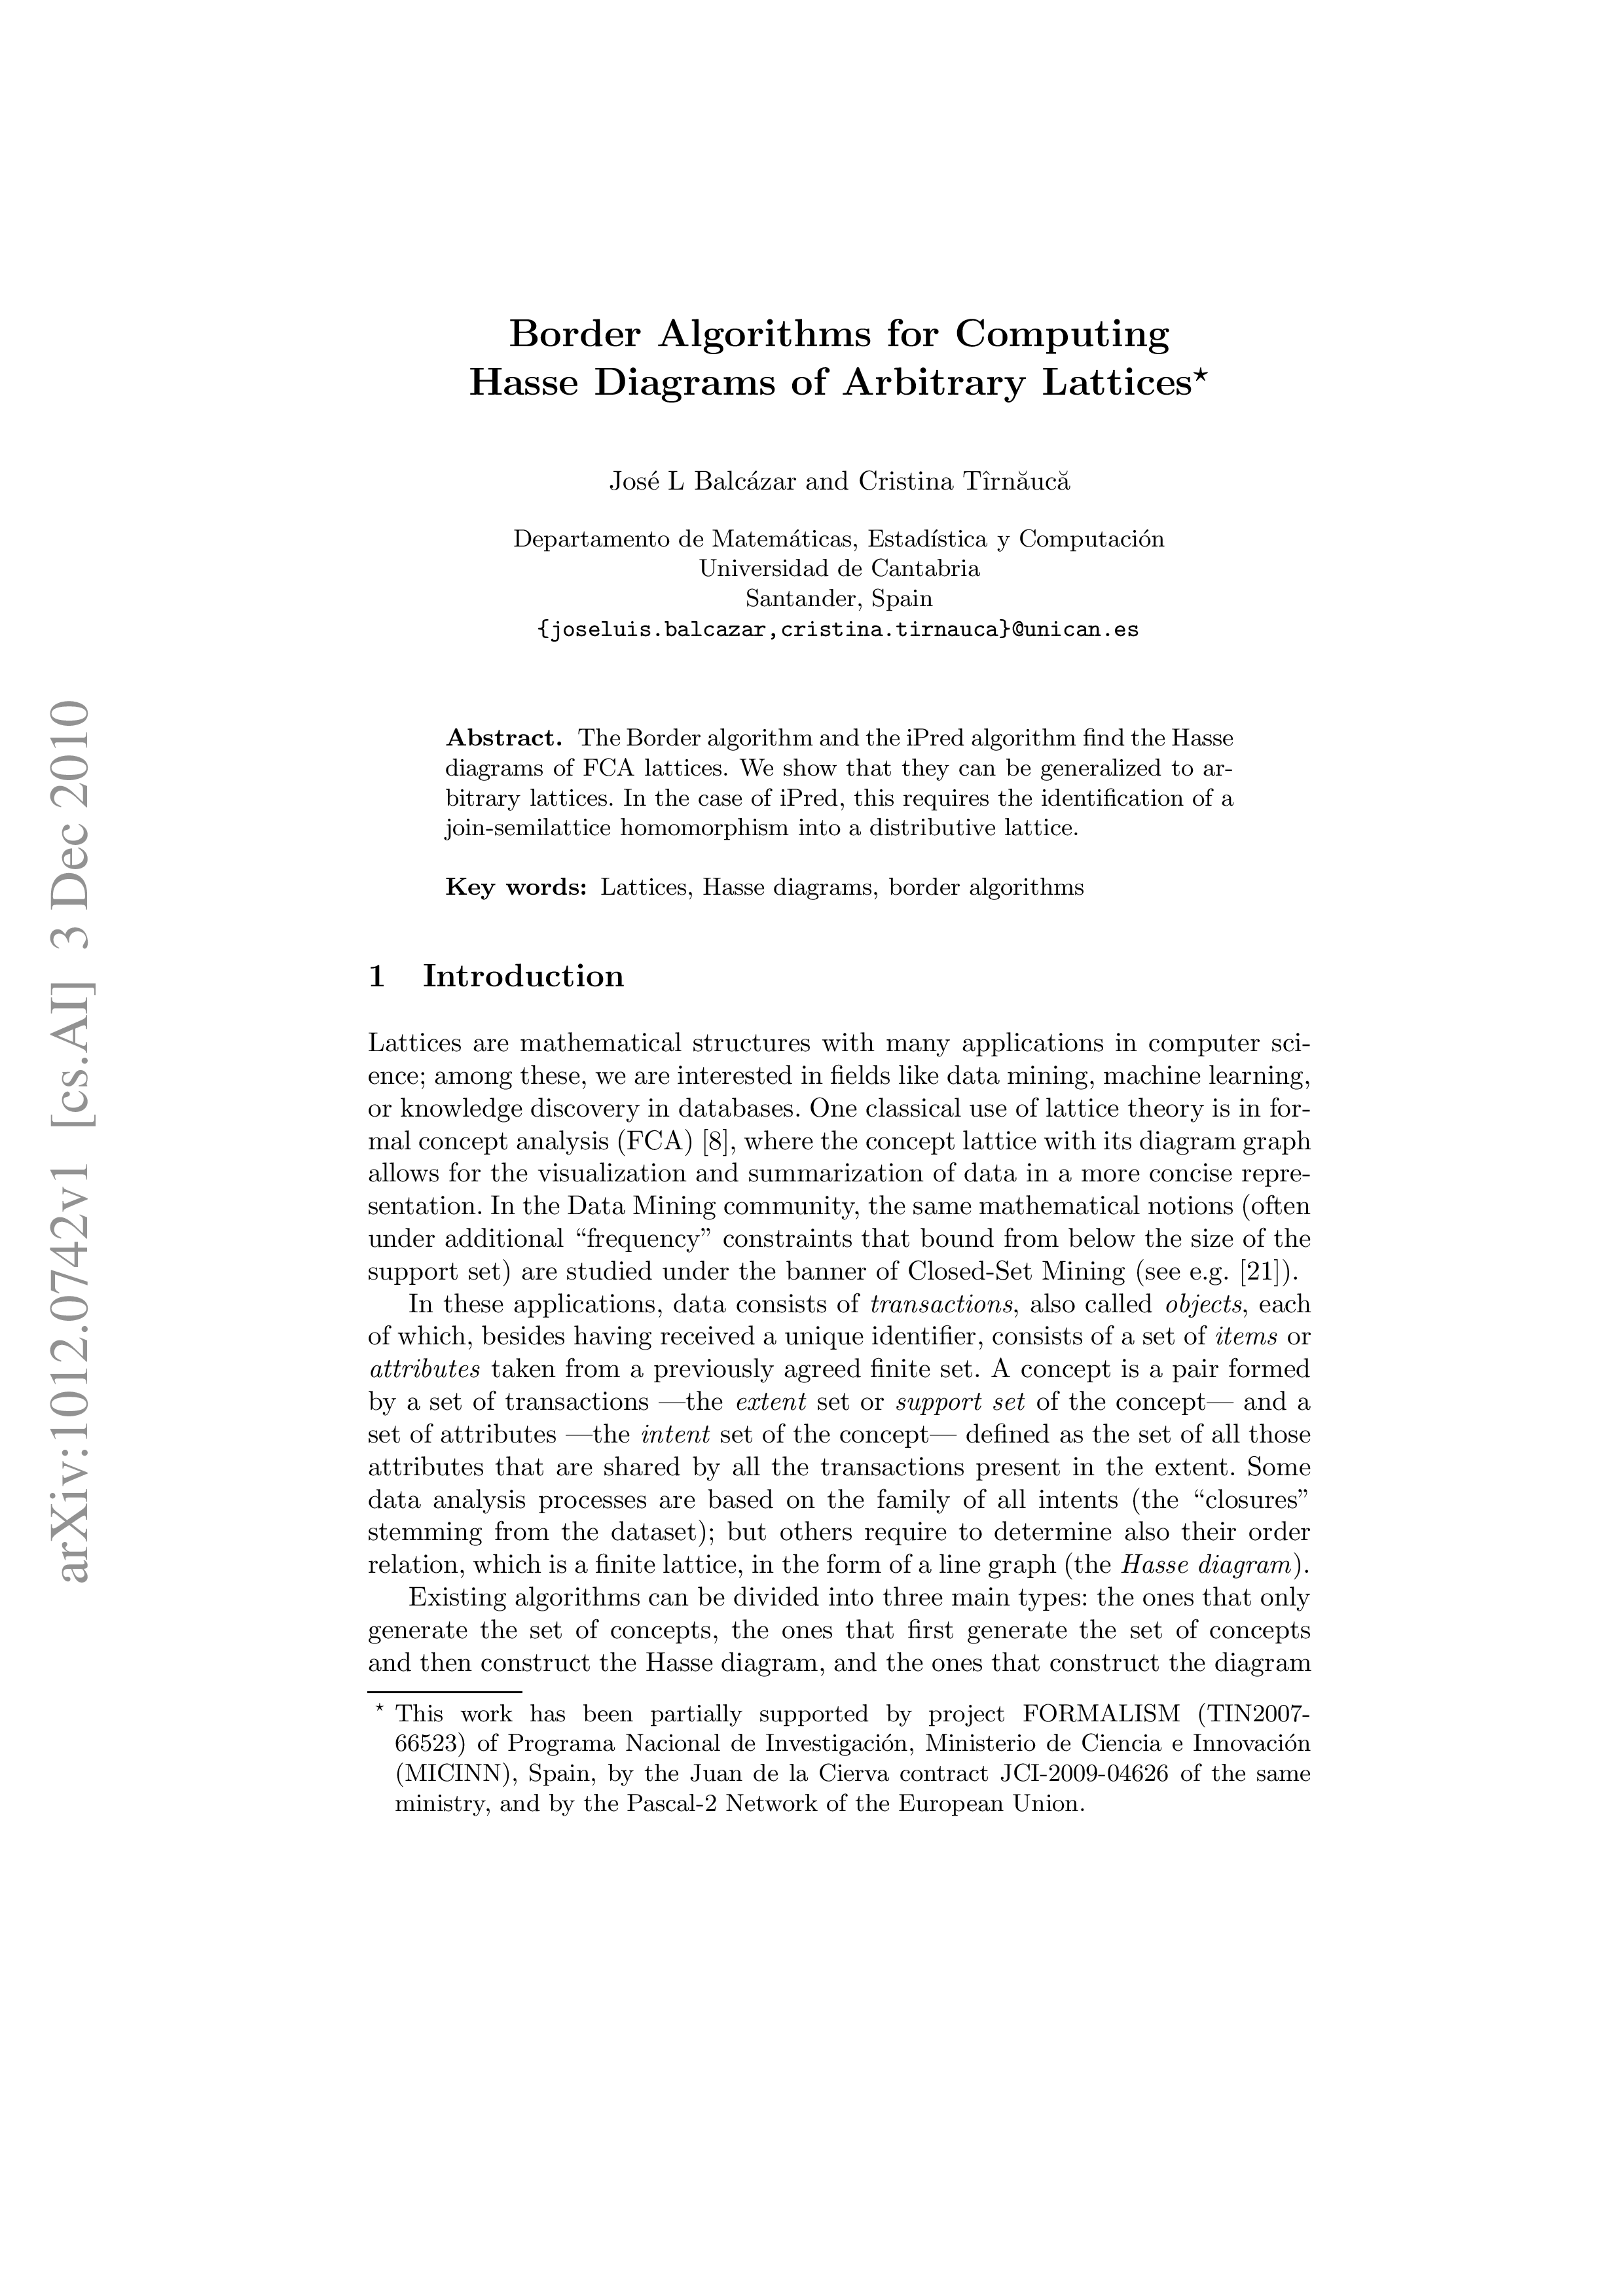 Border Algorithms for Computing
Hasse Diagrams of Arbitrary Lattices⋆
José L Balcázar and Cristina Tîrnăucă
Departamento de Matemáticas, Estadística y Computación
Universidad de Cantabria
Santander, Spain
{joseluis.balcazar,cristina.tirnauca}@unican.es
Abstract. The Border algorithm and the iPred algorithm find the Hasse
diagrams of FCA lattices. We show that they can be generalized to ar-
bitrary lattices. In the case of iPred, this requires the identification of a
join-semilattice homomorphism into a distributive lattice.
Key words: Lattices, Hasse diagrams, border algorithms
1 Introduction
Lattices are mathematical structures with many applications in computer sci-
ence; among these, we are interested in fields like data mining, machine learning,
or knowledge discovery in databases. One classical use of lattice theory is in for-
mal concept analysis (FCA) [8], where the concept lattice with its diagram graph
allows for the visualization and summarization of data in a more concise repre-
sentation. In the Data Mining community, the same mathematical notions (often
under additional “frequency” constraints that bound from below the size of the
support set) are studied under the banner of Closed-Set Mining (see e.g. [21]).
In these applications, data consists of transactions, also called objects, each
of which, besides having received a unique identifier, consists of a set of items or
attributes taken from a previously agreed finite set. A concept is a pair formed
by a set of transactions —the extent set or support set of the concept— and a
set of attributes —the intent set of the concept— defined as the set of all those
attributes that are shared by all the transactions present in the extent. Some
data analysis processes are based on the family of all intents (the “closures”
stemming from the dataset); but others require to determine also their order
relation, which is a finite lattice, in the form of a line graph (the Hasse diagram).
Existing algorithms can be divided into three main types: the ones that only
generate the set of concepts, the ones that first generate the set of concepts
and then construct the Hasse diagram, and the ones that construct the diagram
⋆ This work has been partially supported by project FORMALISM (TIN2007-
66523) of Programa Nacional de Investigación, Ministerio de Ciencia e Innovación
(MICINN), Spain, by the Juan de la Cierva contract JCI-2009-04626 of the same
ministry, and by the Pascal-2 Network of the European Union.
arXiv:1012.0742v1 [cs.AI] 3 Dec 2010